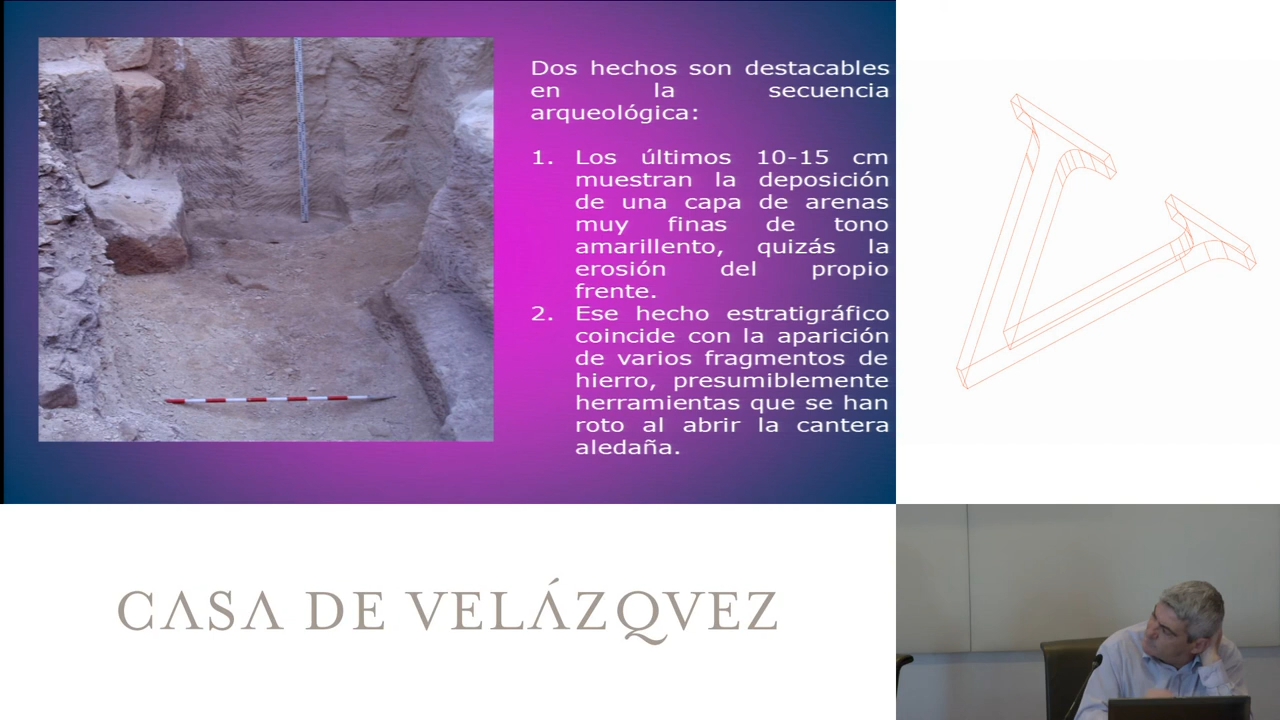 Dos hechos son destacables
en la secuencia
arqueológica:
1. Los últimos 10-15 cm
muestran la deposición
de una capa de arenas
muy finas de tono
amarillento, quizás la
erosión del propio
frente.
2. Ese hecho estratigráfico
coincide con la aparición
de varios fragmentos de
hierro, presumiblemente
herramientas que se han
roto al abrir la cantera
aledaña.
CASA DE VELÁZQVEZ